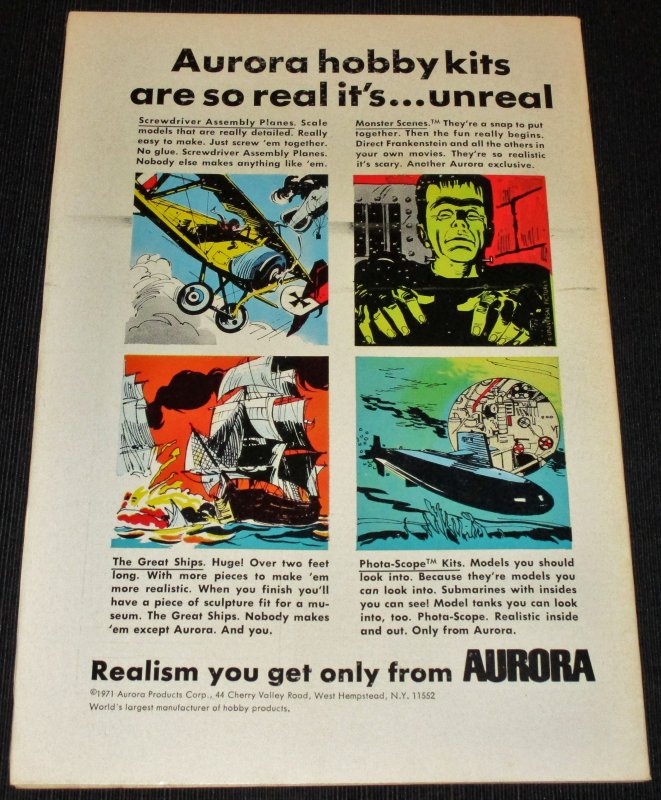 Aurora hobby kits
are so real it's...unreal
Screwdriver Assembly Planes. Scale
models that are really detailed. Really
easy to make. Just screw 'em together.
No glue. Screwdriver Assembly Planes.
Nobody else makes anything like 'em.
Monster Scenes.™ They're a snap to put
together. Then the fun really begins.
Direct Frankenstein and all the others in
your own movies. They're so realistic
it's scary. Another Aurora exclusive.
The Great Ships. Huge! Over two feet
long. With more pieces to make 'em
more realistic. When you finish you'll
have a piece of sculpture fit for a mu-
seum. The Great Ships. Nobody makes
'em except Aurora. And you.
Phota-Scope™ Kits. Models you should
look into. Because they're models you
can look into. Submarines with insides
you can see! Model tanks you can look
into, too. Phota-Scope. Realistic inside
and out. Only from Aurora.
Realism you get only from AURORA
©1971 Aurora Products Corp., 44 Cherry Valley Road, West Hempstead, N.Y. 11552
World's largest manufacturer of hobby products.